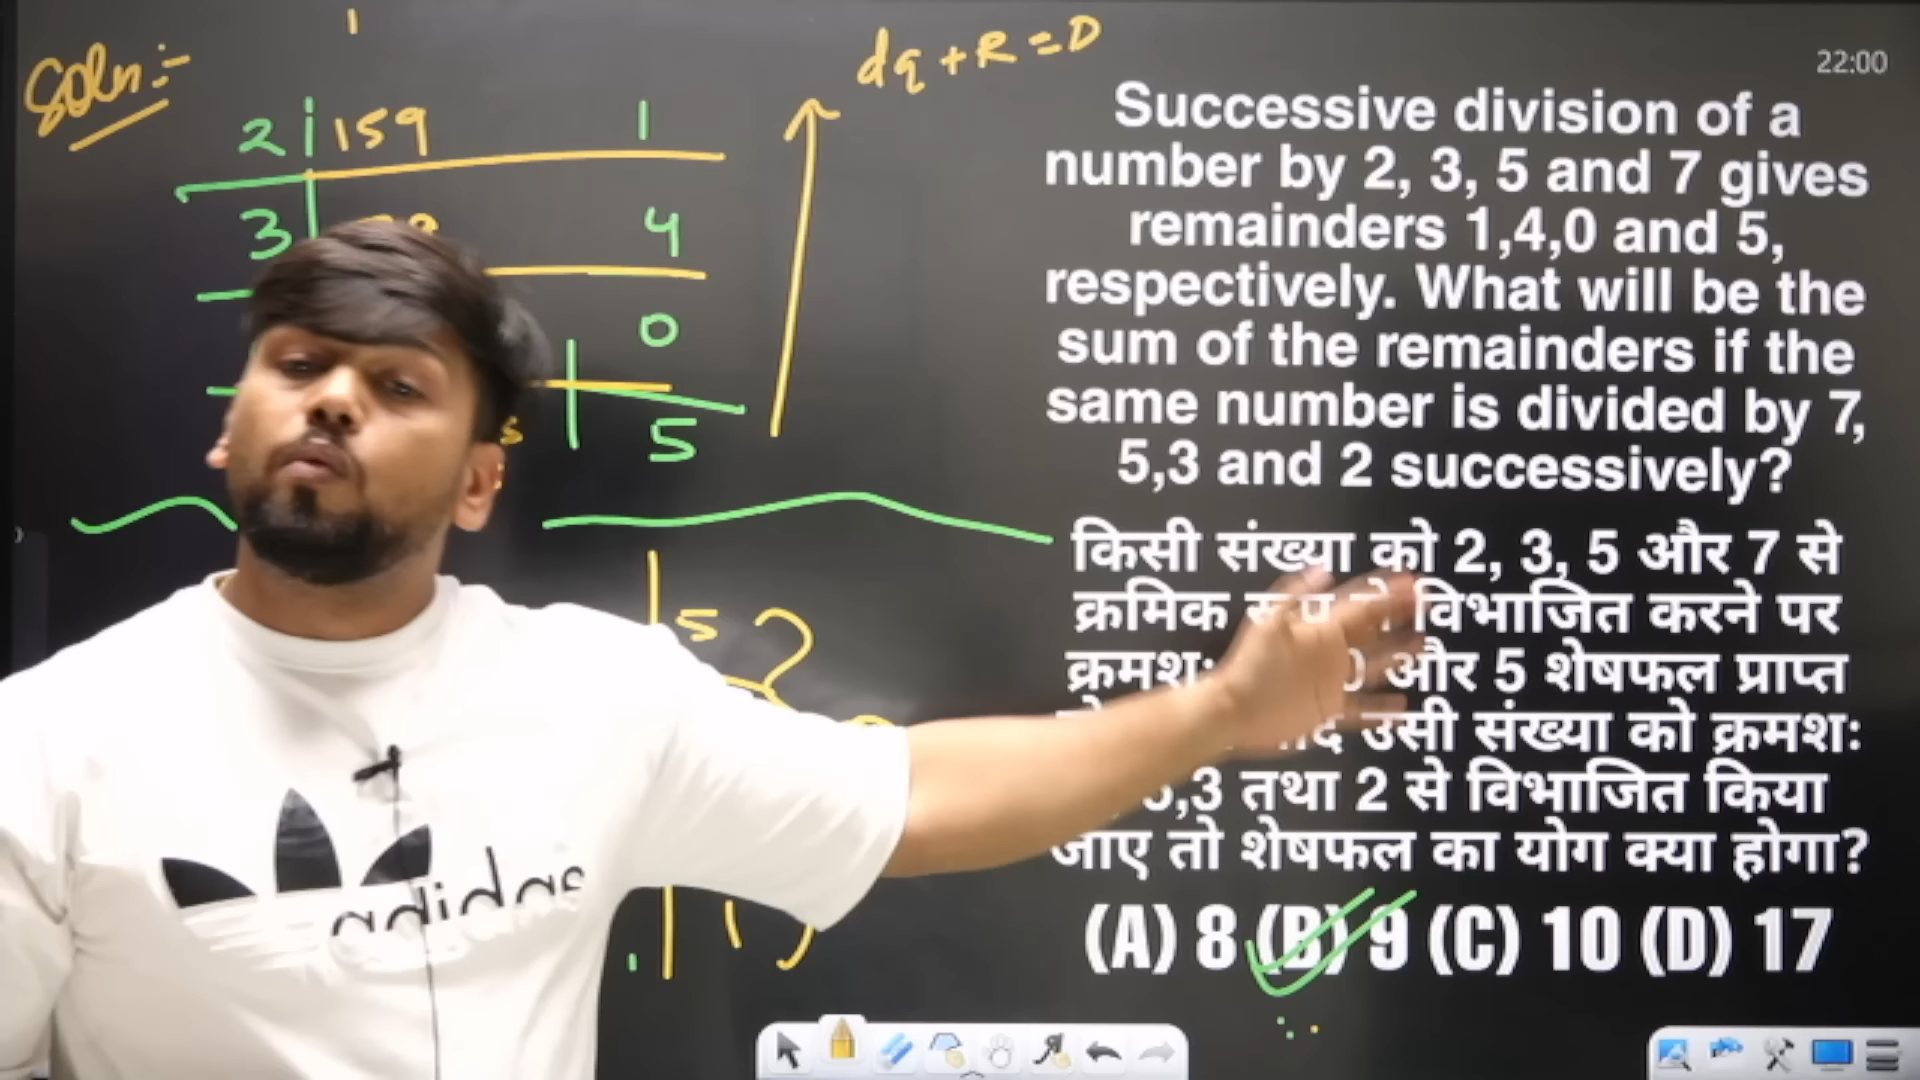 Soln:-
dq + R = D
22:00
2 159 1
3 4
0
5
5
Successive division of a
number by 2, 3, 5 and 7 gives
remainders 1,4,0 and 5,
respectively. What will be the
sum of the remainders if the
same number is divided by 7,
5,3 and 2 successively?
किसी संख्या को 2, 3, 5 और 7 से
क्रमिक विभाजित करने पर
क्रमशः 0 और 5 शेषफल प्राप्त
उसी संख्या को क्रमशः
,3 तथा 2 से विभाजित किया
जाए तो शेषफल का योग क्या होगा?
(A) 8 (B) 9 (C) 10 (D) 17
adidas